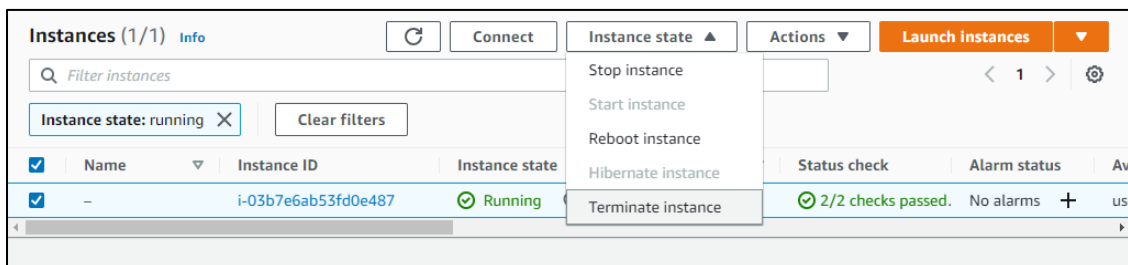 Instances (1/1) Info Connect Instance state ▲ Actions ▼ Launch instances ▼
Filter instances
Stop instance
< 1 >
Start instance
Instance state: running Clear filters
Reboot instance
Name Instance ID Instance state Status check Alarm status
Hibernate instance
– i-03b7e6ab53fd0e487 Running 2/2 checks passed. No alarms + us
Terminate instance